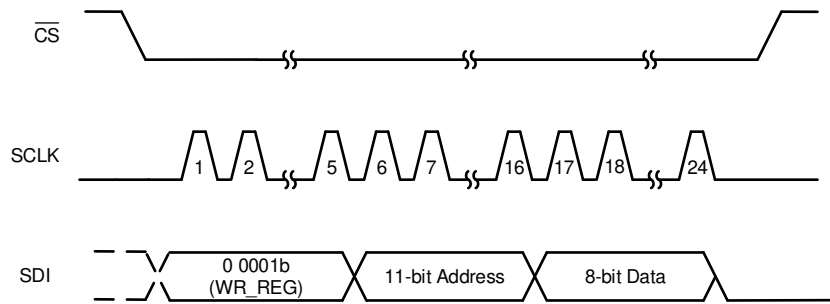 C̅S̅
SCLK
1 2 5 6 7 16 17 18 24
SDI
0 0001b
(WR_REG)
11-bit Address
8-bit Data